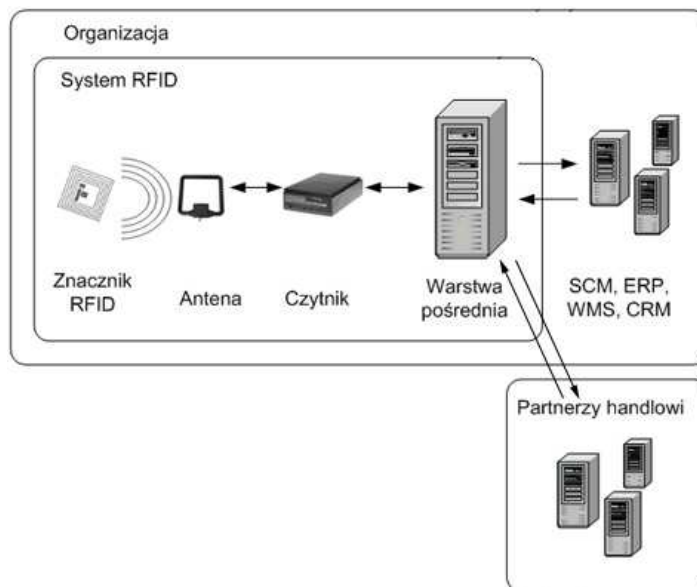 Organizacja
System RFID
Znacznik
RFID
Antena
Czytnik
Warstwa
pośrednia
SCM, ERP,
WMS, CRM
Partnerzy handlowi